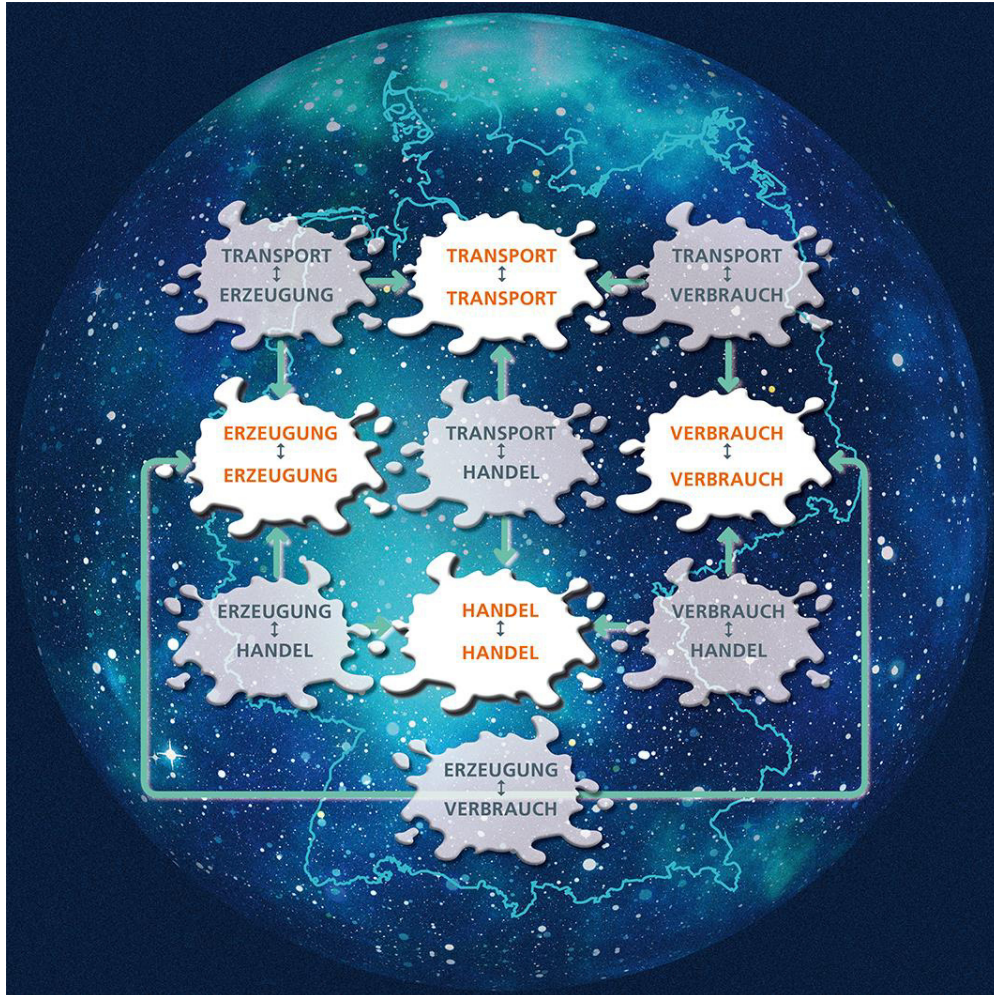 TRANSPORT
↕
ERZEUGUNG
TRANSPORT
↕
TRANSPORT
TRANSPORT
↕
VERBRAUCH
ERZEUGUNG
↕
ERZEUGUNG
TRANSPORT
↕
HANDEL
VERBRAUCH
↕
VERBRAUCH
ERZEUGUNG
↕
HANDEL
HANDEL
↕
HANDEL
VERBRAUCH
↕
HANDEL
ERZEUGUNG
↕
VERBRAUCH